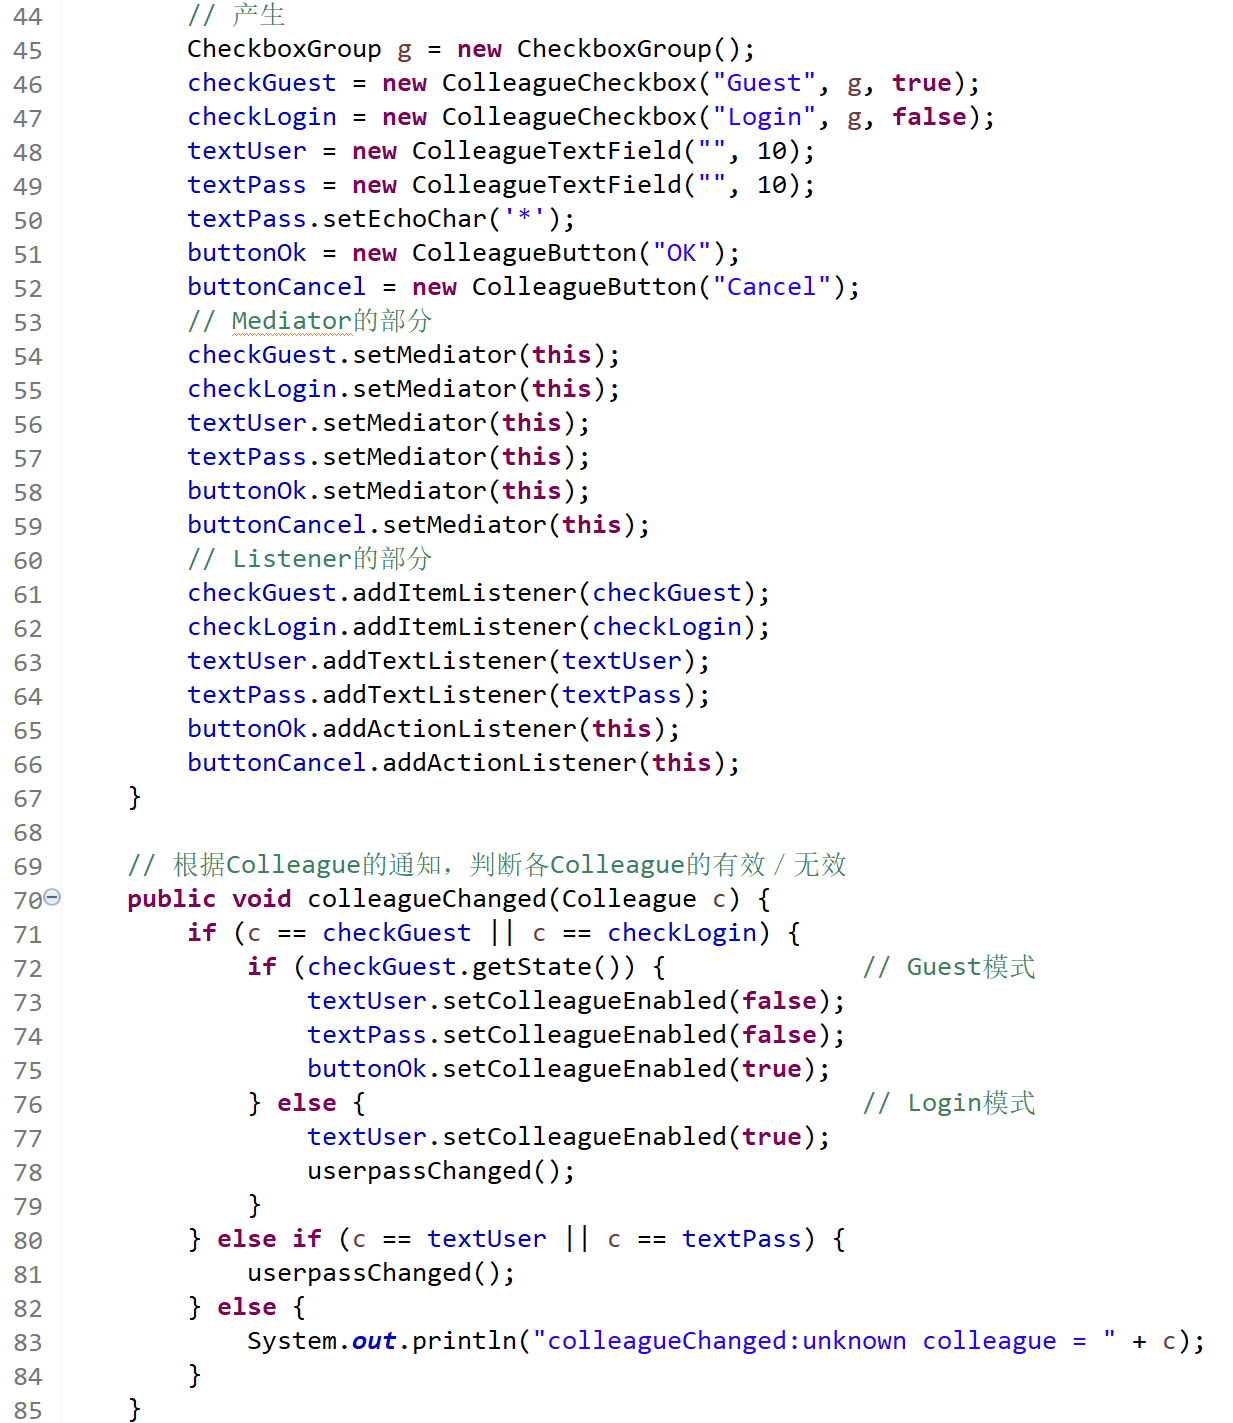 44 // 产生
45 CheckboxGroup g = new CheckboxGroup();
46 checkGuest = new ColleagueCheckbox("Guest", g, true);
47 checkLogin = new ColleagueCheckbox("Login", g, false);
48 textUser = new ColleagueTextField("", 10);
49 textPass = new ColleagueTextField("", 10);
50 textPass.setEchoChar('*');
51 buttonOk = new ColleagueButton("OK");
52 buttonCancel = new ColleagueButton("Cancel");
53 // Mediator的部分
54 checkGuest.setMediator(this);
55 checkLogin.setMediator(this);
56 textUser.setMediator(this);
57 textPass.setMediator(this);
58 buttonOk.setMediator(this);
59 buttonCancel.setMediator(this);
60 // Listener的部分
61 checkGuest.addItemListener(checkGuest);
62 checkLogin.addItemListener(checkLogin);
63 textUser.addTextListener(textUser);
64 textPass.addTextListener(textPass);
65 buttonOk.addActionListener(this);
66 buttonCancel.addActionListener(this);
67 }
68
69 // 根据Colleague的通知，判断各Colleague的有效／无效
70 public void colleagueChanged(Colleague c) {
71 if (c == checkGuest || c == checkLogin) {
72 if (checkGuest.getState()) { // Guest模式
73 textUser.setColleagueEnabled(false);
74 textPass.setColleagueEnabled(false);
75 buttonOk.setColleagueEnabled(true);
76 } else { // Login模式
77 textUser.setColleagueEnabled(true);
78 userpassChanged();
79 }
80 } else if (c == textUser || c == textPass) {
81 userpassChanged();
82 } else {
83 System.out.println("colleagueChanged:unknown colleague = " + c);
84 }
85 }